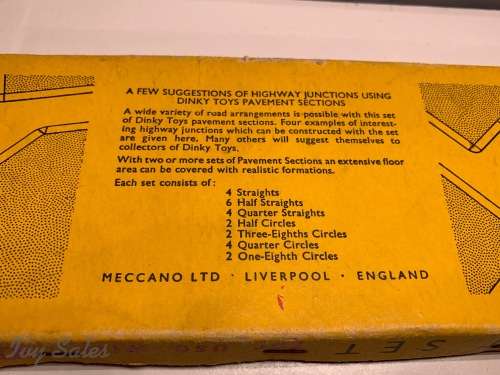 A FEW SUGGESTIONS OF HIGHWAY JUNCTIONS USING
DINKY TOYS PAVEMENT SECTIONS
A wide variety of road arrangements is possible with this set
of Dinky Toys pavement sections. Four examples of interest-
ing highway junctions which can be constructed with the set
are given here. Many others will suggest themselves to
collectors of Dinky Toys.
With two or more sets of Pavement Sections an extensive floor
area can be covered with realistic formations.
Each set consists of:
4 Straights
6 Half Straights
4 Quarter Straights
2 Half Circles
2 Three-Eighths Circles
4 Quarter Circles
2 One-Eighth Circles
MECCANO LTD · LIVERPOOL · ENGLAND
SET
Sales